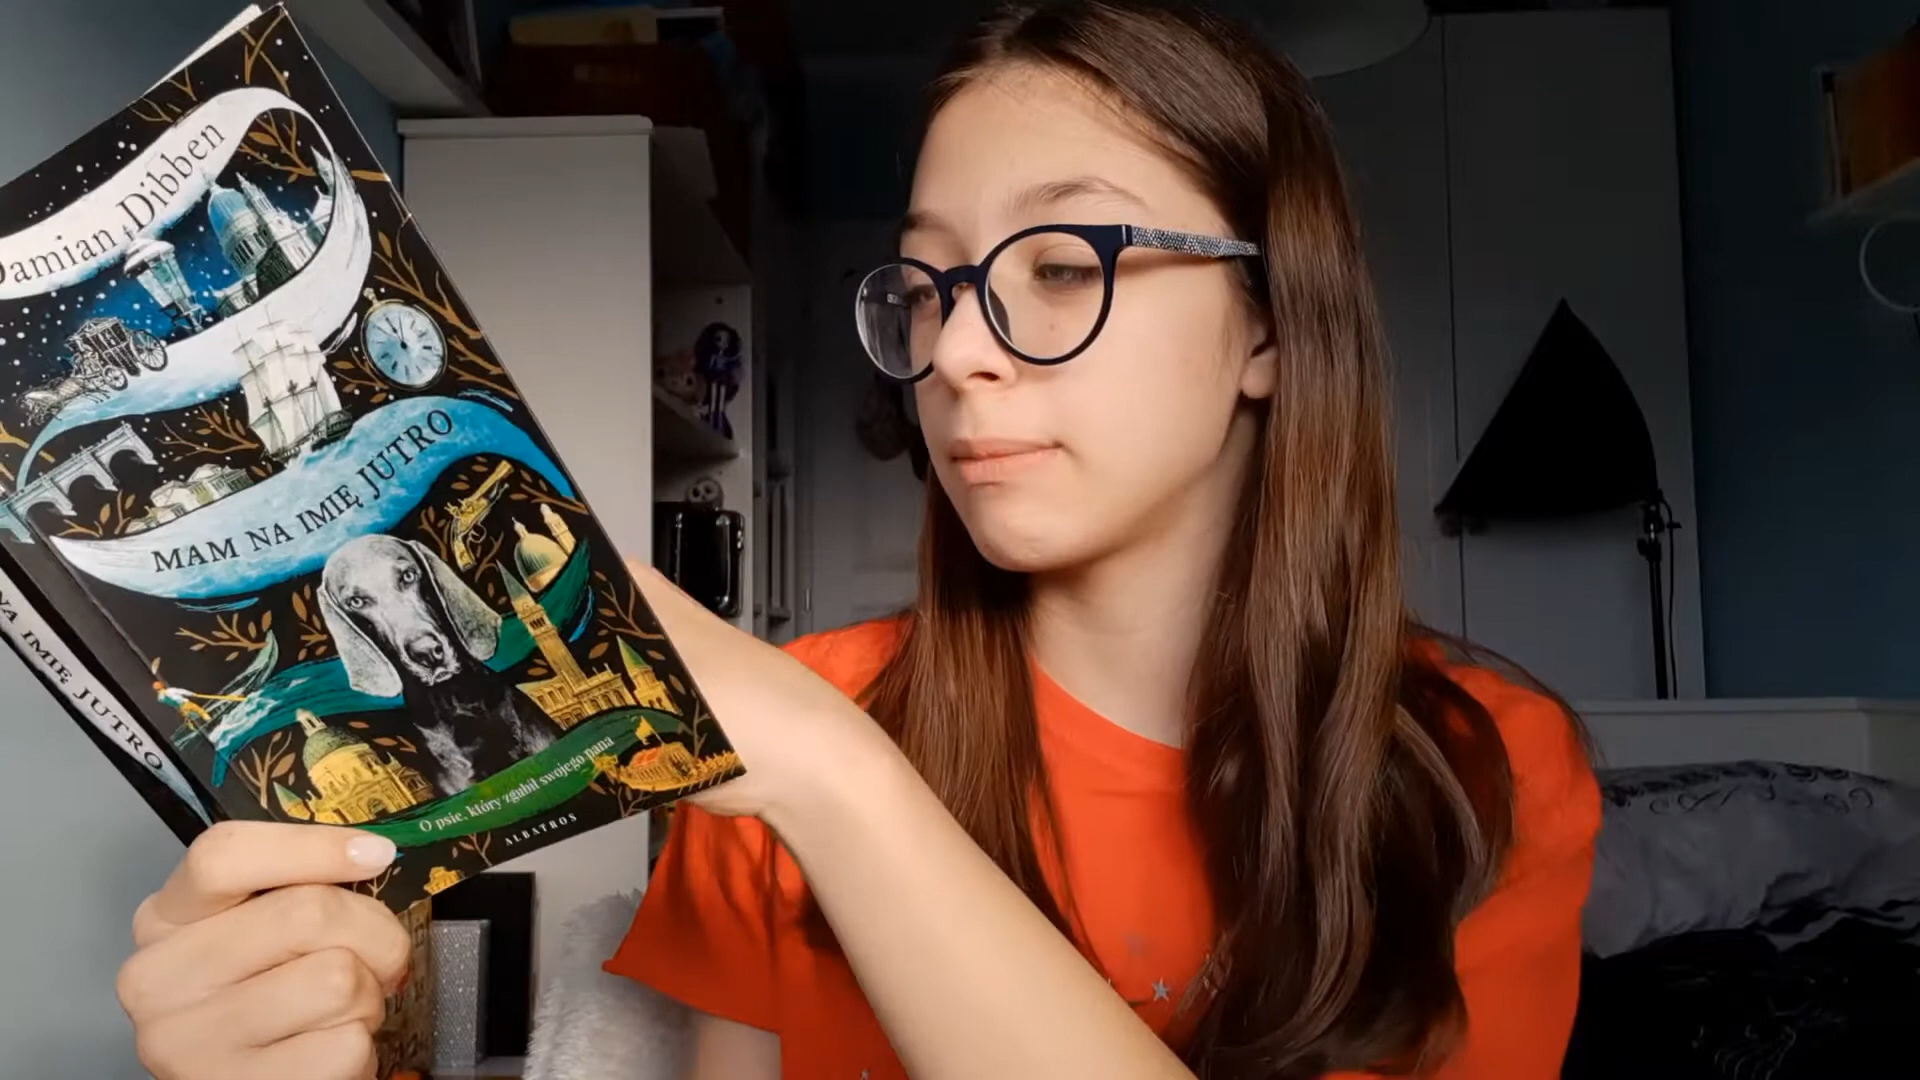 Damian Dibben
MAM NA IMIĘ JUTRO
O psie, który zgubił swojego pana
ALBATROS
NA IMIĘ JUTRO